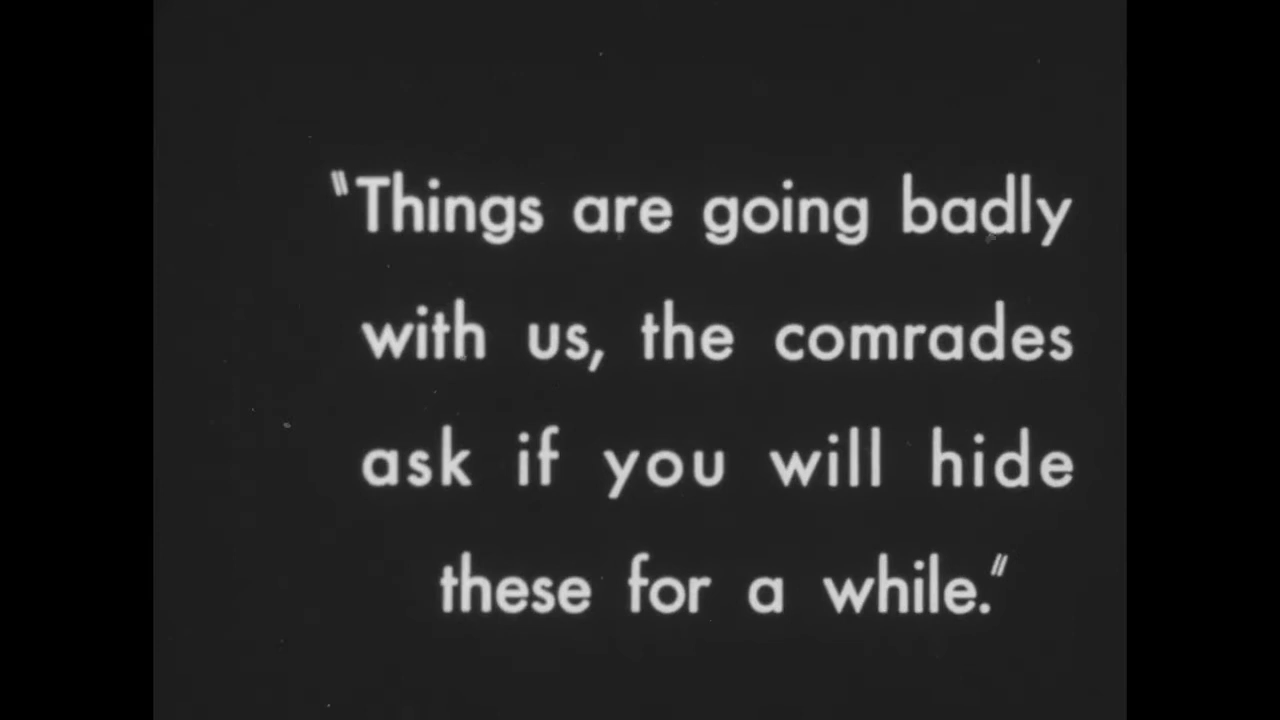 "Things are going badly
with us, the comrades
ask if you will hide
these for a while."